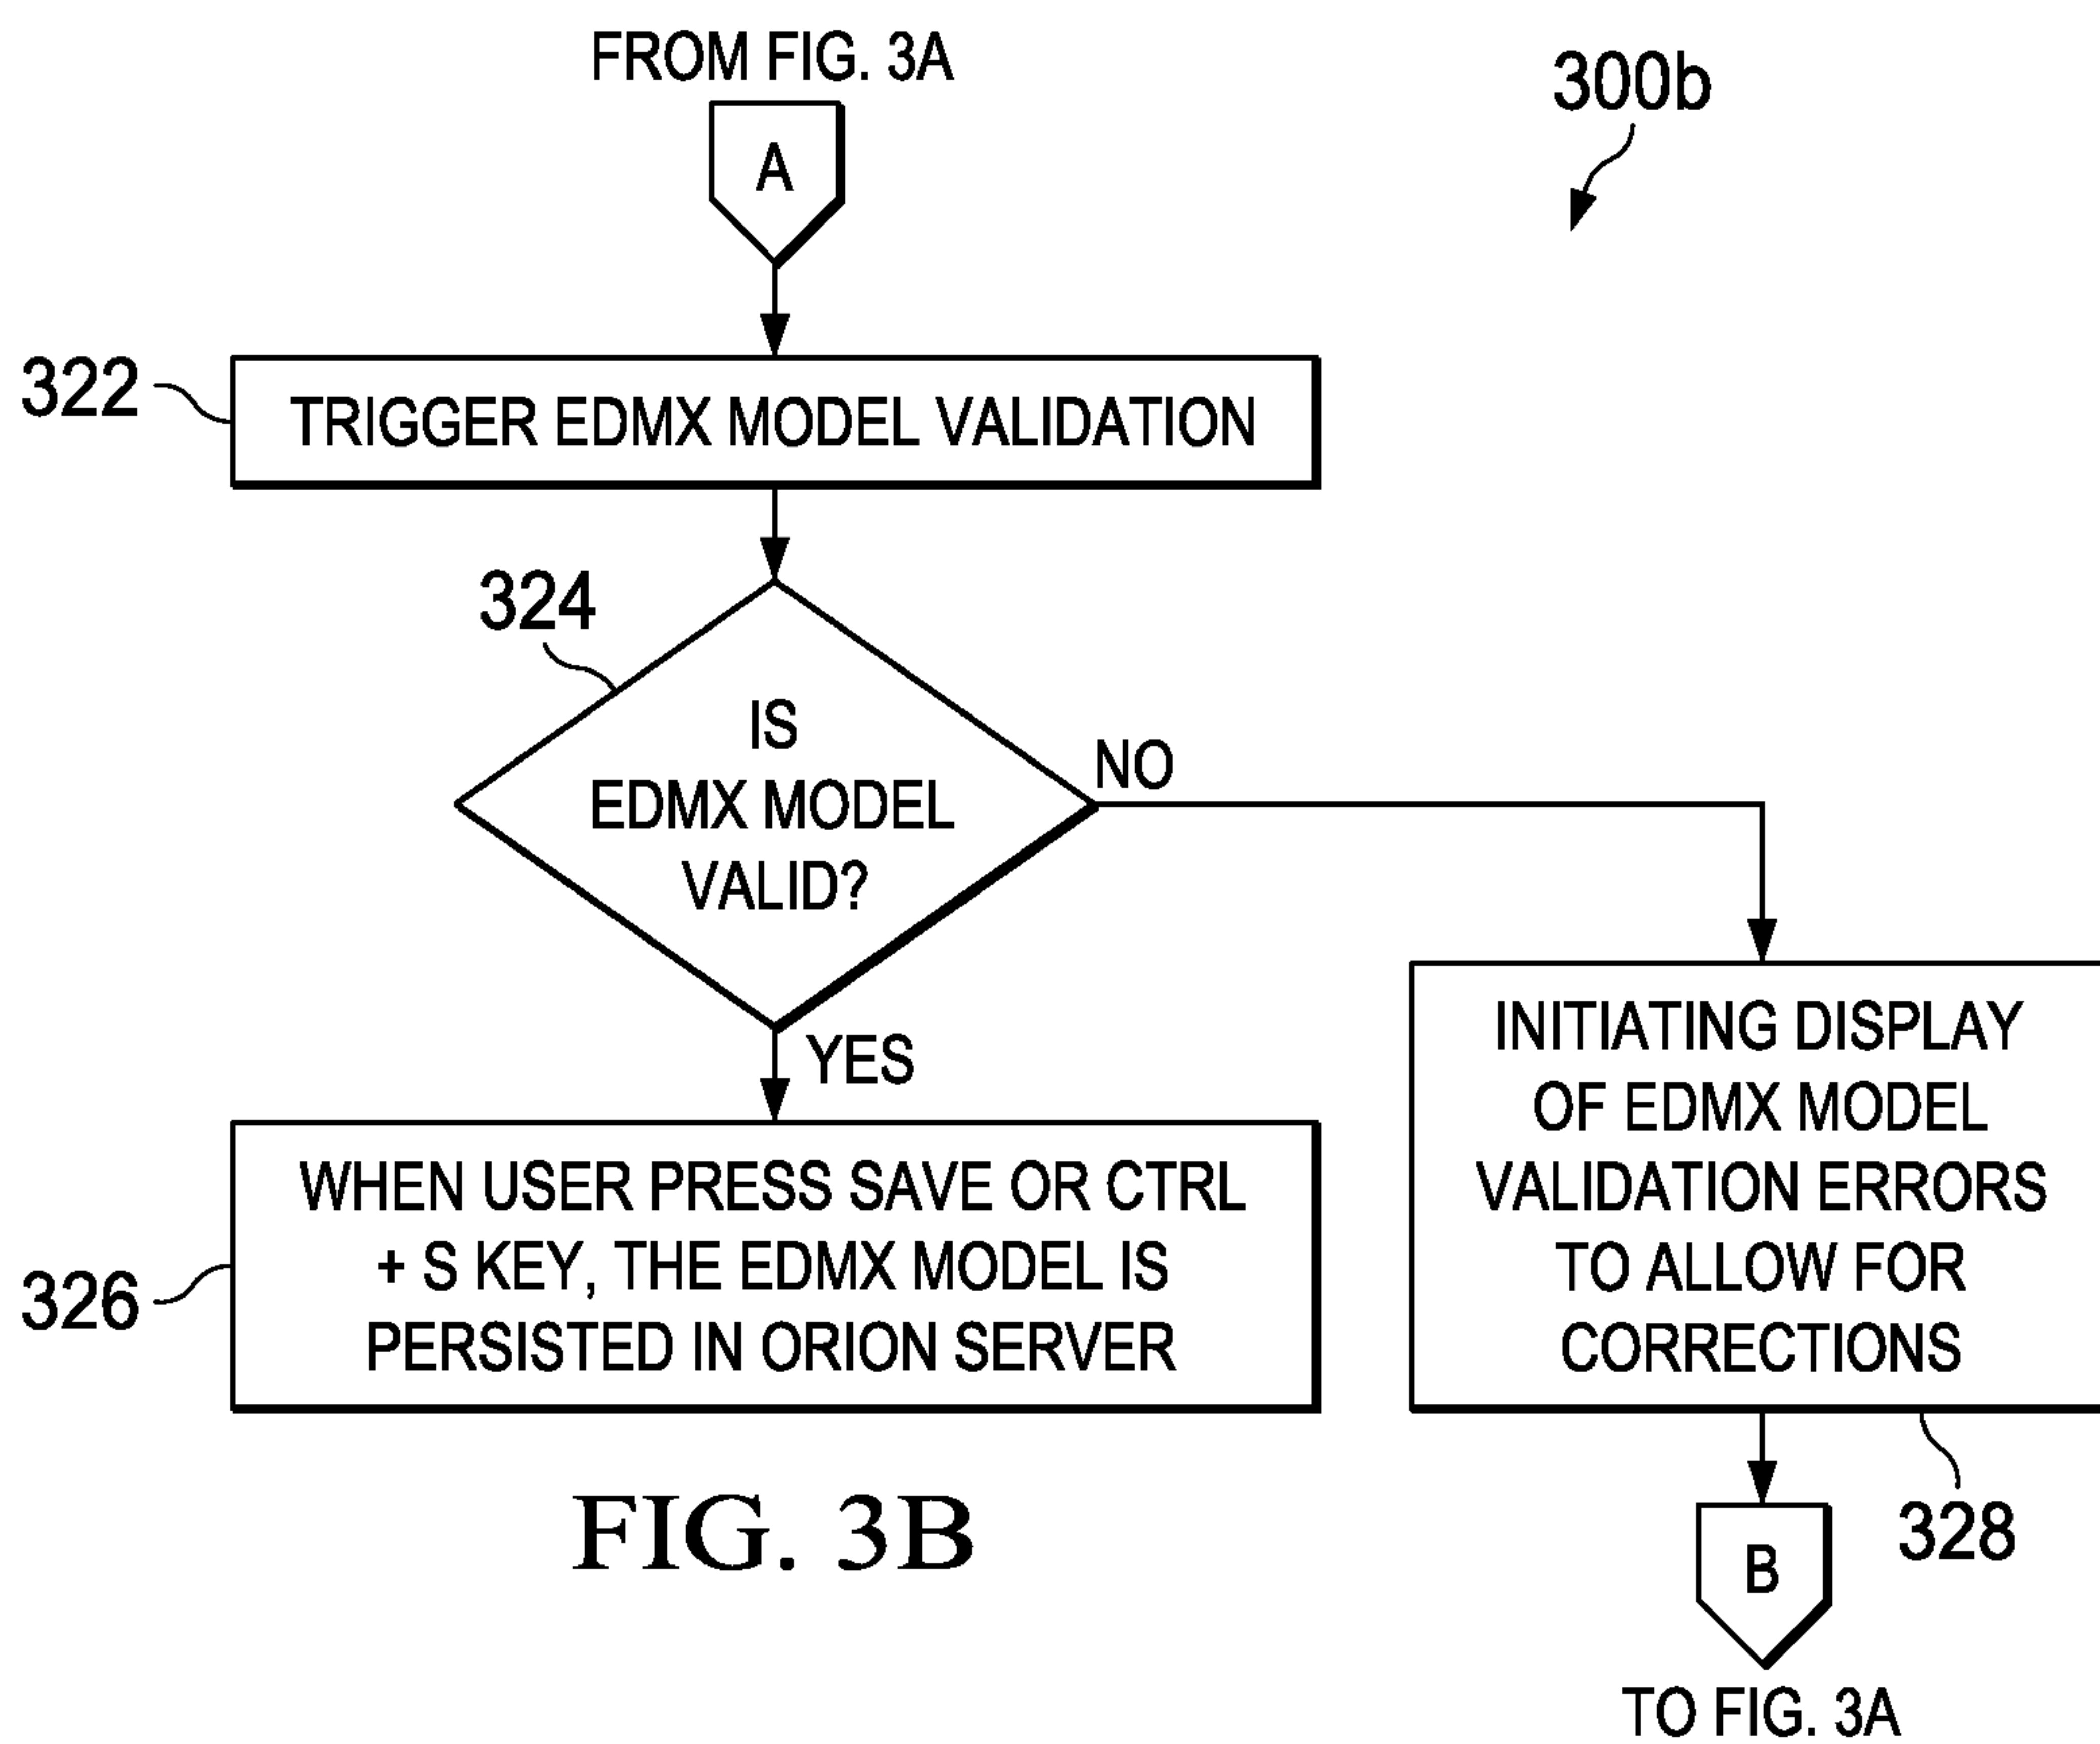 FROM FIG. 3A
300b
A
322
TRIGGER EDMX MODEL VALIDATION
324
IS
EDMX MODEL
VALID?
NO
YES
326
WHEN USER PRESS SAVE OR CTRL
+ S KEY, THE EDMX MODEL IS
PERSISTED IN ORION SERVER
INITIATING DISPLAY
OF EDMX MODEL
VALIDATION ERRORS
TO ALLOW FOR
CORRECTIONS
328
B
TO FIG. 3A
FIG. 3B